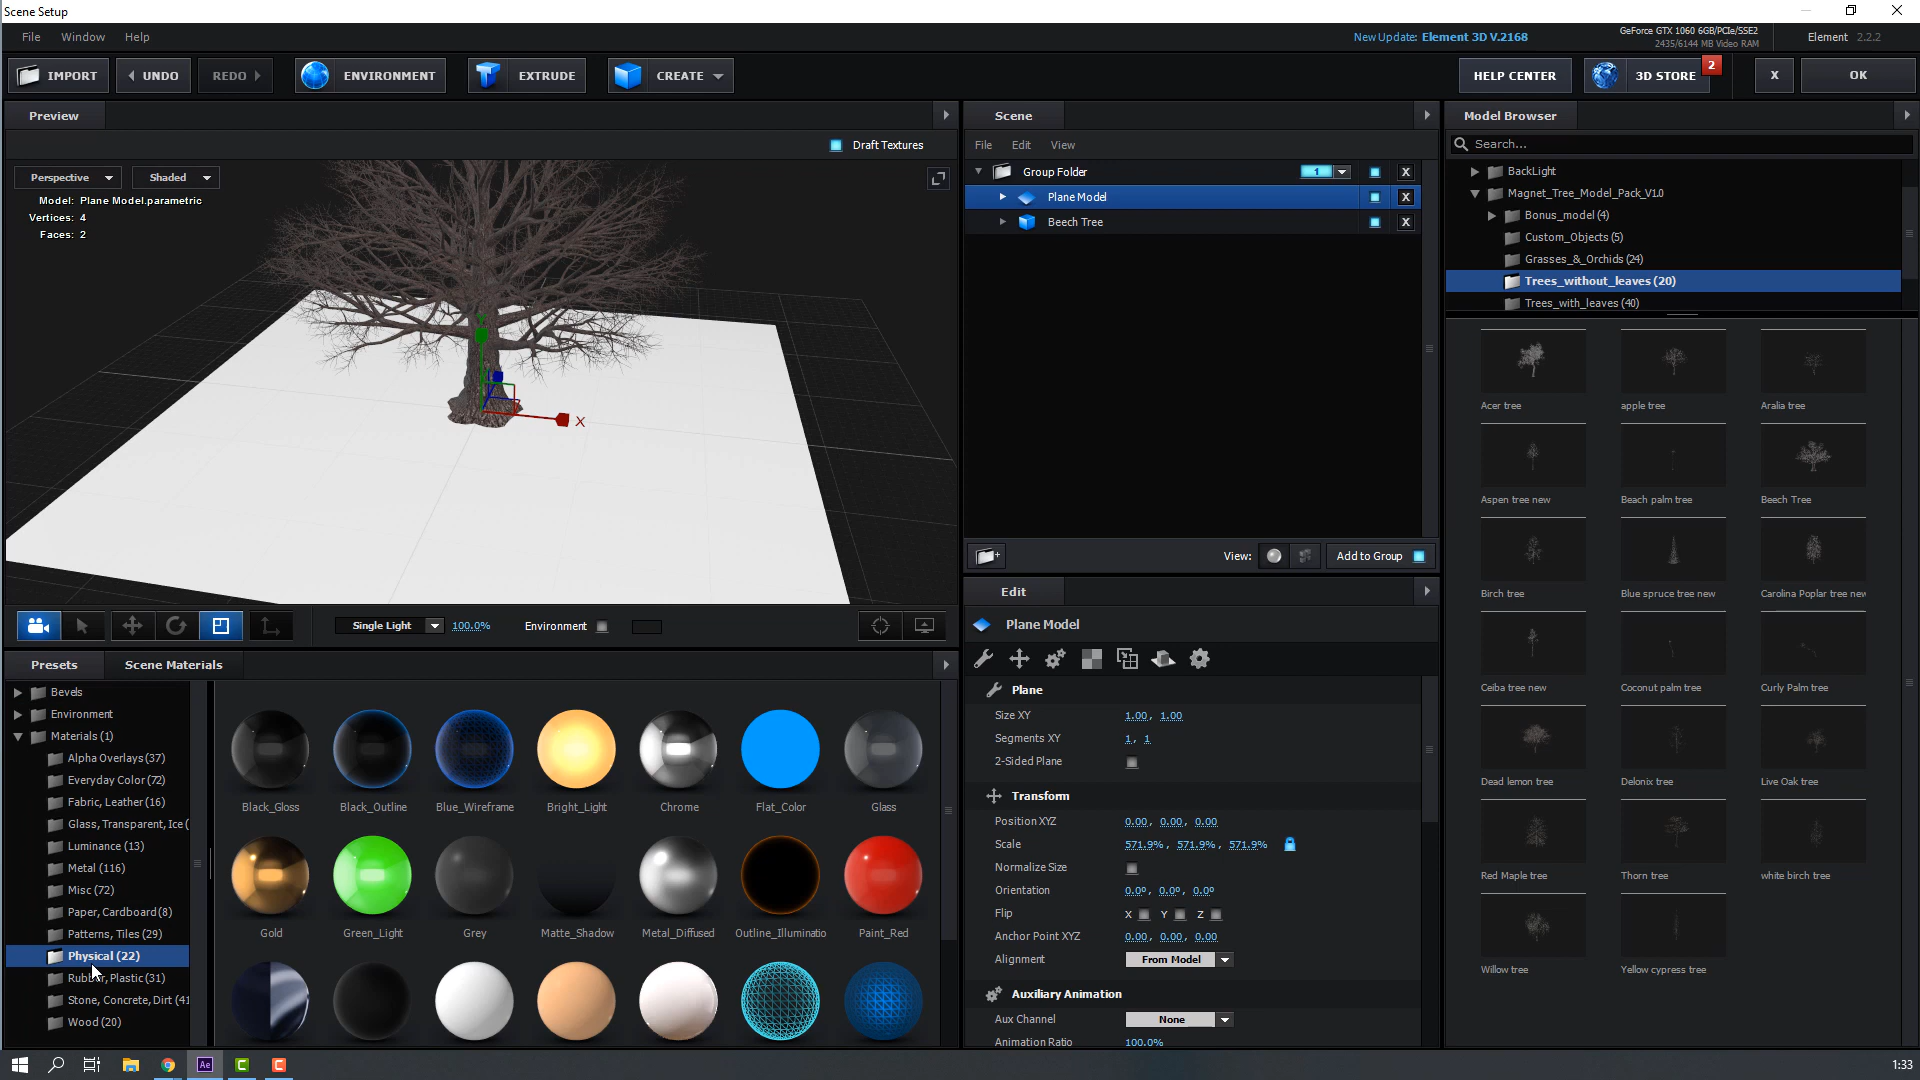 Scene Setup
File Window Help
New Update: Element 3D V.2168
GeForce GTX 1060 6GB/PCIe/SSE2
2435/6144 MB Video RAM
Element 2.2.2
IMPORT UNDO REDO ENVIRONMENT EXTRUDE CREATE HELP CENTER 3D STORE 2 X OK
Preview
Draft Textures
Perspective Shaded
Model: Plane Model.parametric
Vertices: 4
Faces: 2
X
Single Light 100.0% Environment
Presets Scene Materials
Bevels
Environment
Materials (1)
Alpha Overlays (37)
Everyday Color (72)
Fabric, Leather (16)
Glass, Transparent, Ice (
Luminance (13)
Metal (116)
Misc (72)
Paper, Cardboard (8)
Patterns, Tiles (29)
Physical (22)
Rubber, Plastic (31)
Stone, Concrete, Dirt (41
Wood (20)
Black_Gloss Black_Outline Blue_Wireframe Bright_Light Chrome Flat_Color Glass
Gold Green_Light Grey Matte_Shadow Metal_Diffused Outline_Illuminatio Paint_Red
Scene
File Edit View
Group Folder 1 X
Plane Model X
Beech Tree X
View: Add to Group
Edit
Plane Model
Plane
Size XY 1.00, 1.00
Segments XY 1, 1
2-Sided Plane
Transform
Position XYZ 0.00, 0.00, 0.00
Scale 571.9%, 571.9%, 571.9%
Normalize Size
Orientation 0.0º, 0.0º, 0.0º
Flip X Y Z
Anchor Point XYZ 0.00, 0.00, 0.00
Alignment From Model
Auxiliary Animation
Aux Channel None
Animation Ratio 100.0%
Model Browser
Search...
BackLight
Magnet_Tree_Model_Pack_V1.0
Bonus_model (4)
Custom_Objects (5)
Grasses_&_Orchids (24)
Trees_without_leaves (20)
Trees_with_leaves (40)
Acer tree apple tree Aralia tree
Aspen tree new Beach palm tree Beech Tree
Birch tree Blue spruce tree new Carolina Poplar tree new
Ceiba tree new Coconut palm tree Curly Palm tree
Dead lemon tree Delonix tree Live Oak tree
Red Maple tree Thorn tree white birch tree
Willow tree Yellow cypress tree
Ae C C
1:33